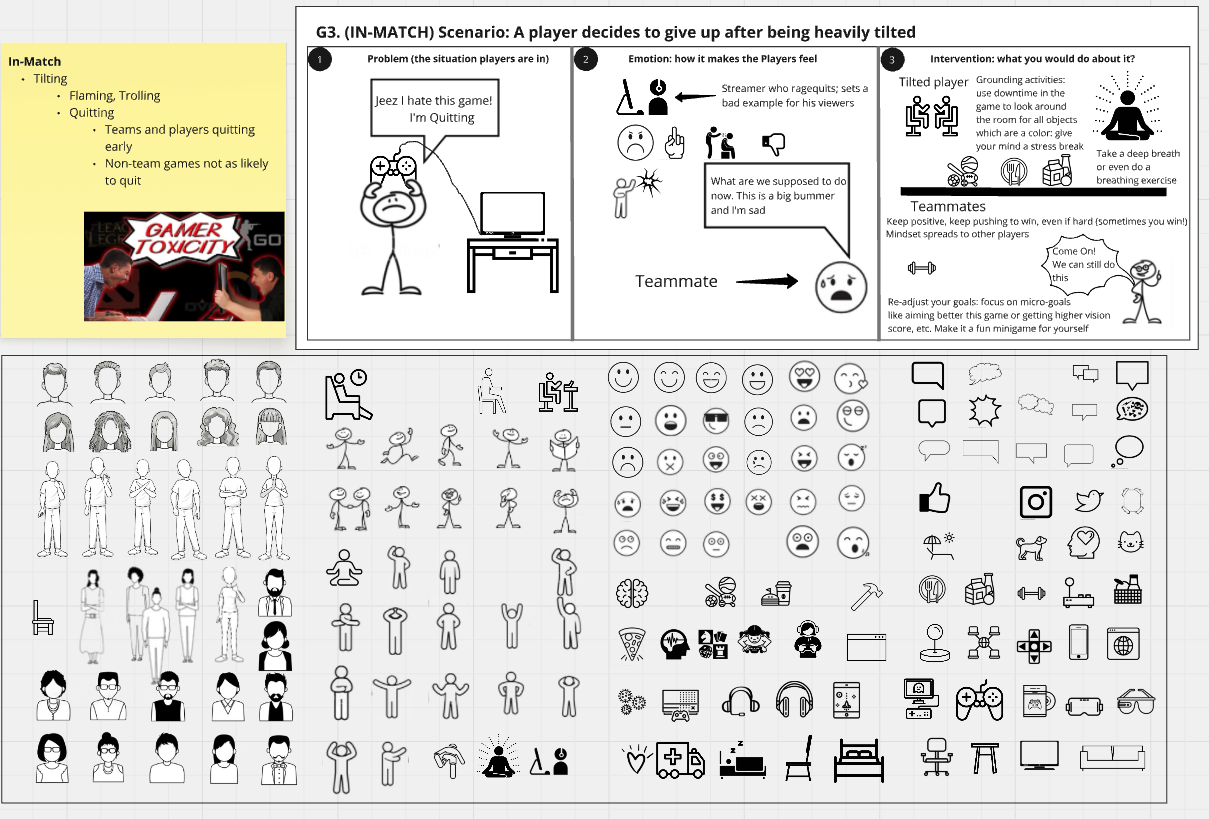 In-Match
Tilting
Flaming, Trolling
Quitting
Teams and players quitting
early
Non-team games not as likely
to quit
GAMER
TOXICITY
GO
G3. (IN-MATCH) Scenario: A player decides to give up after being heavily tilted
1
Problem (the situation players are in)
Jeez I hate this game!
I'm Quitting
2
Emotion: how it makes the Players feel
Streamer who ragequits; sets a
bad example for his viewers
What are we supposed to do
now. This is a big bummer
and I'm sad
Teammate
3
Intervention: what you would do about it?
Tilted player
Grounding activities:
use downtime in the
game to look around
the room for all objects
which are a color: give
your mind a stress break
Take a deep breath
or even do a
breathing exercise
Teammates
Keep positive, keep pushing to win, even if hard (sometimes you win!)
Mindset spreads to other players
Come On!
We can still do
this
Re-adjust your goals: focus on micro-goals
like aiming better this game or getting higher vision
score, etc. Make it a fun minigame for yourself
z z